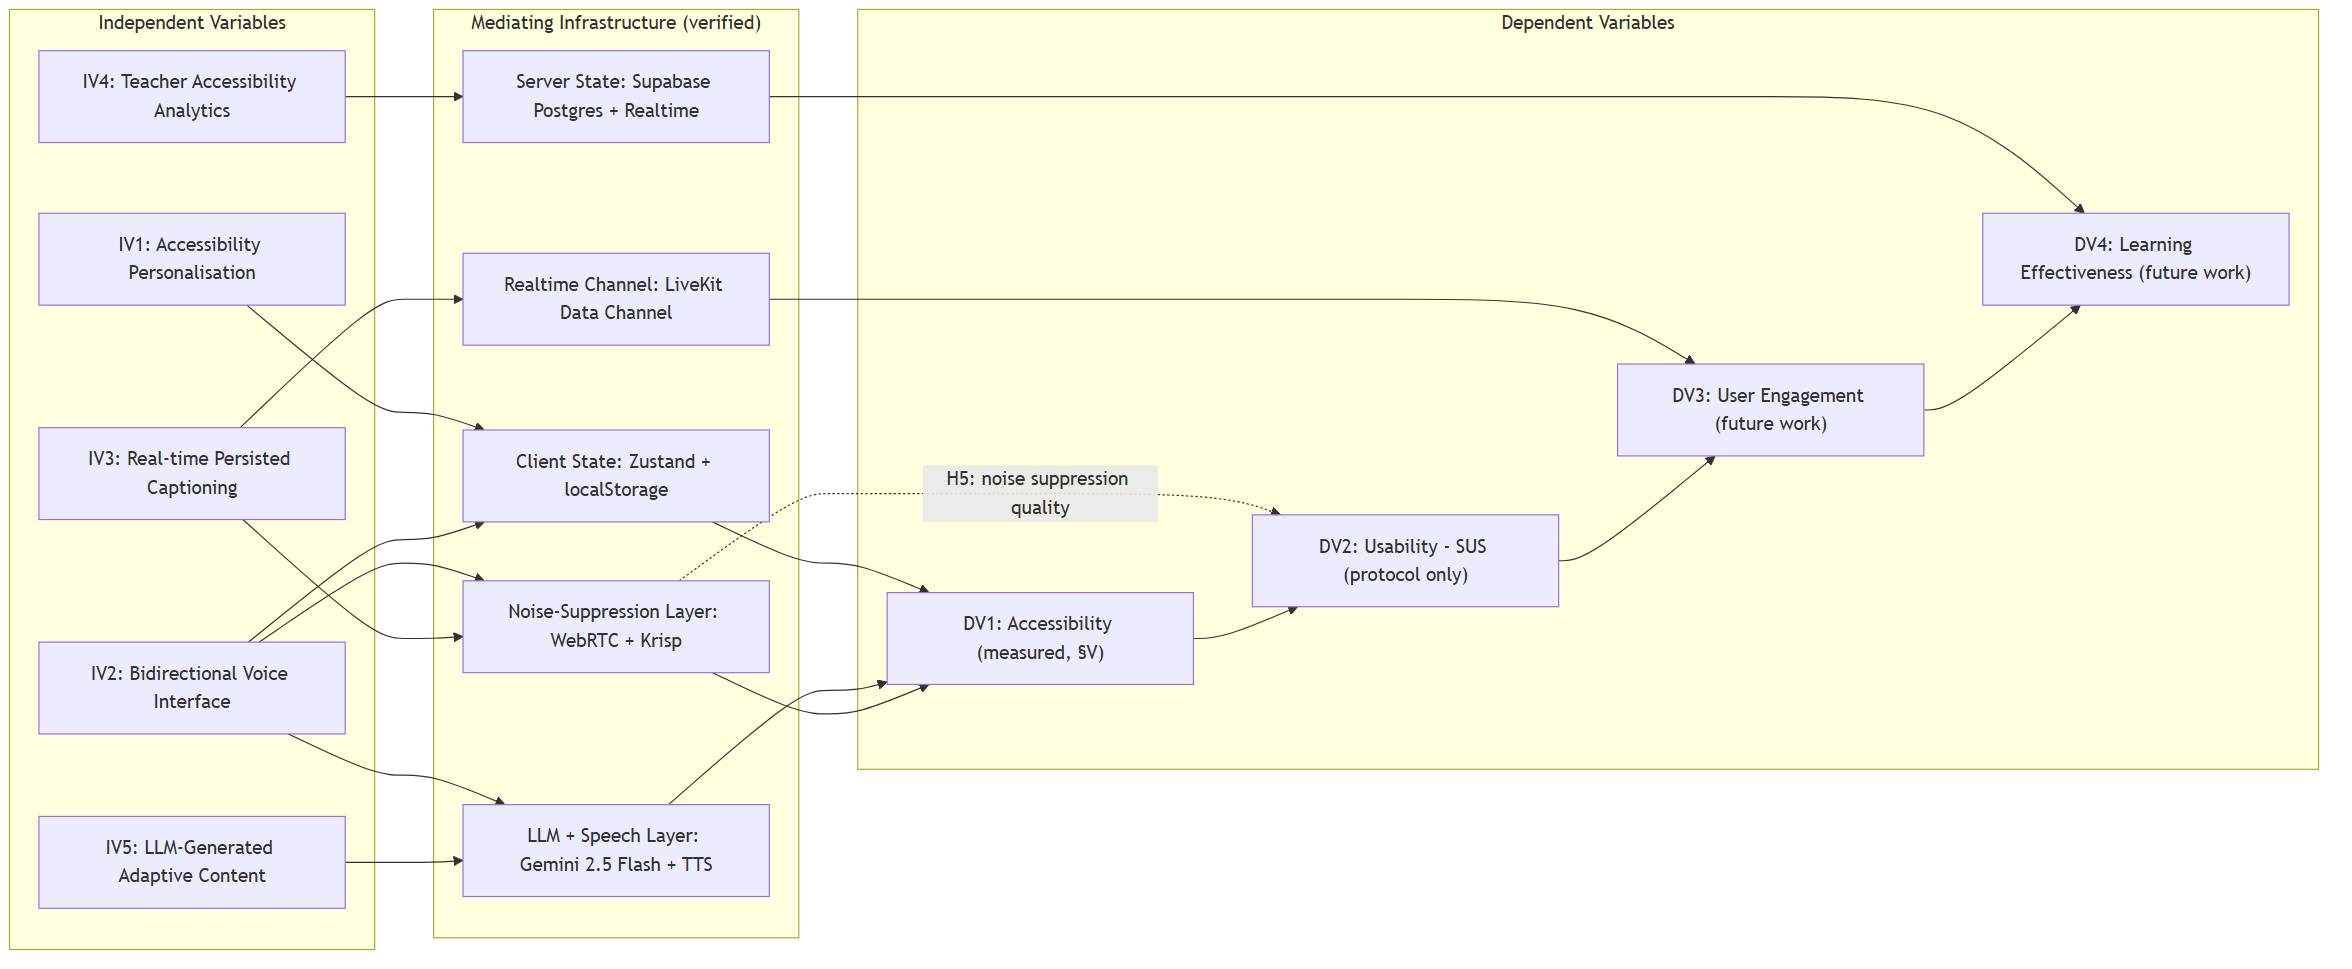 Independent Variables
IV4: Teacher Accessibility
Analytics
IV1: Accessibility
Personalisation
IV3: Real-time Persisted
Captioning
IV2: Bidirectional Voice
Interface
IV5: LLM-Generated
Adaptive Content
Mediating Infrastructure (verified)
Server State: Supabase
Postgres + Realtime
Realtime Channel: LiveKit
Data Channel
Client State: Zustand +
localStorage
Noise-Suppression Layer:
WebRTC + Krisp
LLM + Speech Layer:
Gemini 2.5 Flash + TTS
Dependent Variables
H5: noise suppression
quality
DV1: Accessibility
(measured, §V)
DV2: Usability - SUS
(protocol only)
DV3: User Engagement
(future work)
DV4: Learning
Effectiveness (future work)